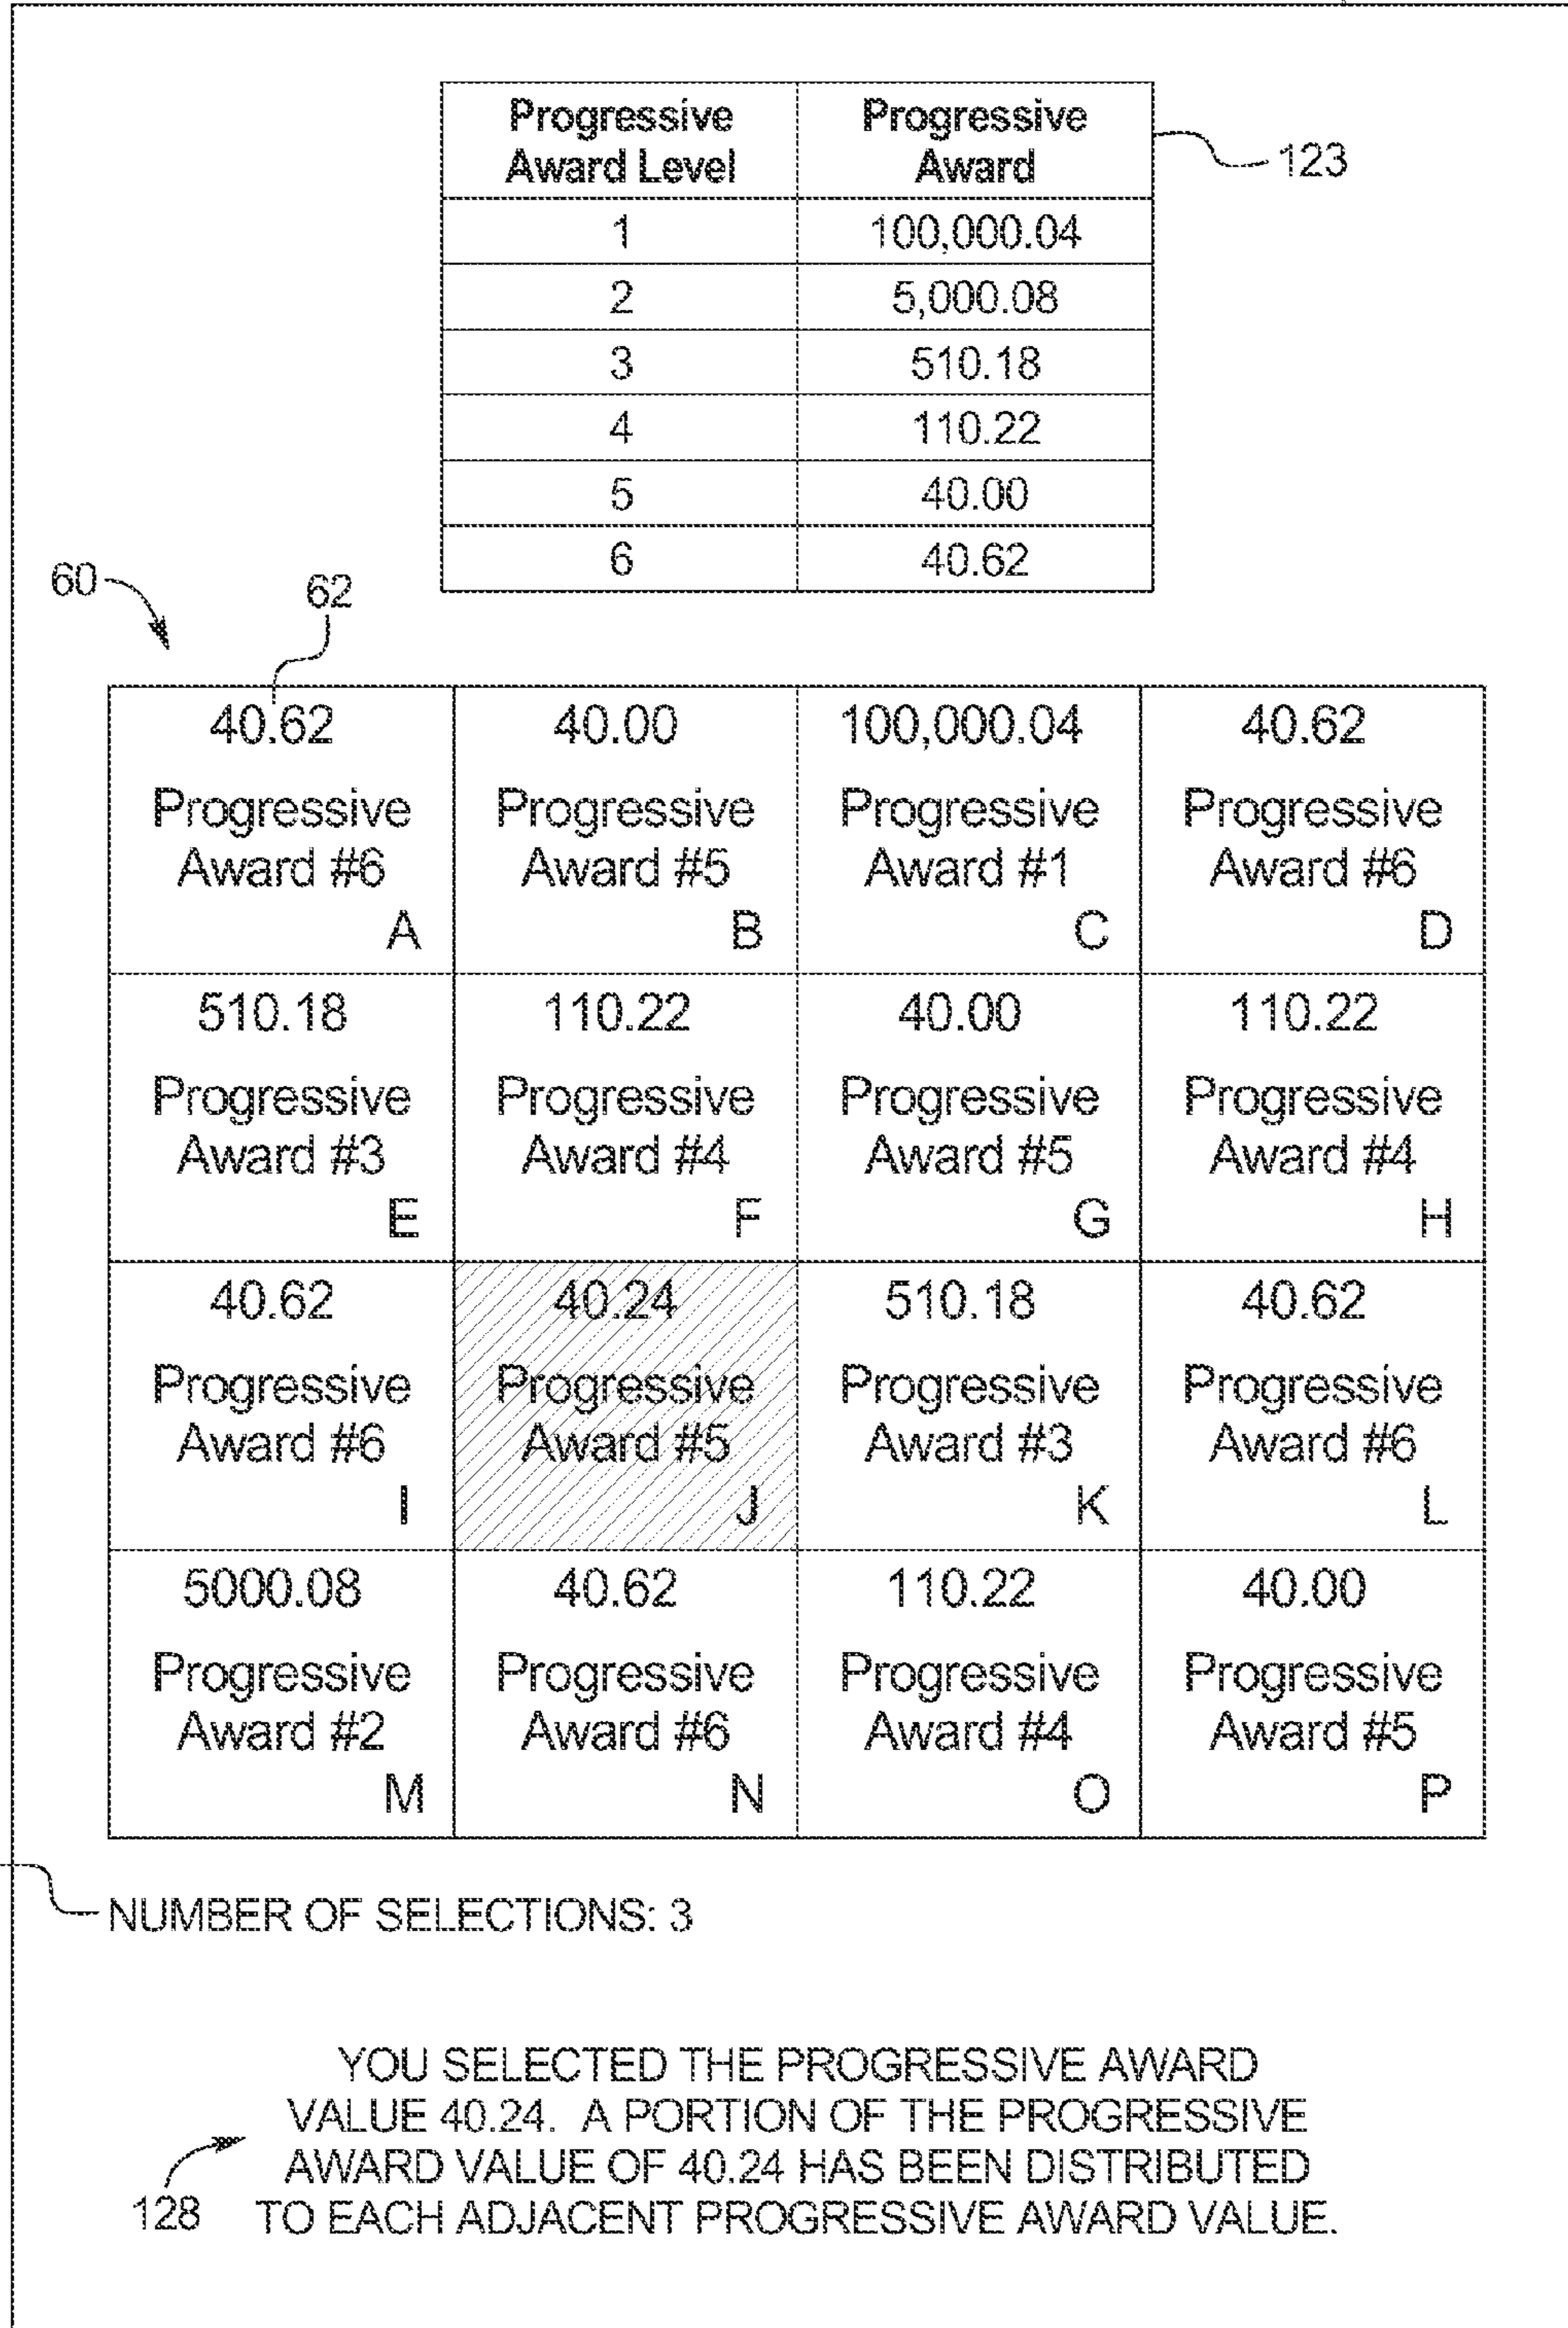 Progressive Award Level
Progressive Award
123
1 100,000.04
2 5,000.08
3 510.18
4 110.22
5 40.00
6 40.62
60
62
40.62 40.00 100,000.04 40.62
Progressive Progressive Progressive Progressive
Award #6 Award #5 Award #1 Award #6
A B C D
510.18 110.22 40.00 110.22
Progressive Progressive Progressive Progressive
Award #3 Award #4 Award #5 Award #4
E F G H
40.62 40.24 510.18 40.62
Progressive Progressive Progressive Progressive
Award #6 Award #5 Award #3 Award #6
I J K L
5000.08 40.62 110.22 40.00
Progressive Progressive Progressive Progressive
Award #2 Award #6 Award #4 Award #5
M N O P
NUMBER OF SELECTIONS: 3
YOU SELECTED THE PROGRESSIVE AWARD
VALUE 40.24. A PORTION OF THE PROGRESSIVE
AWARD VALUE OF 40.24 HAS BEEN DISTRIBUTED
128 TO EACH ADJACENT PROGRESSIVE AWARD VALUE.